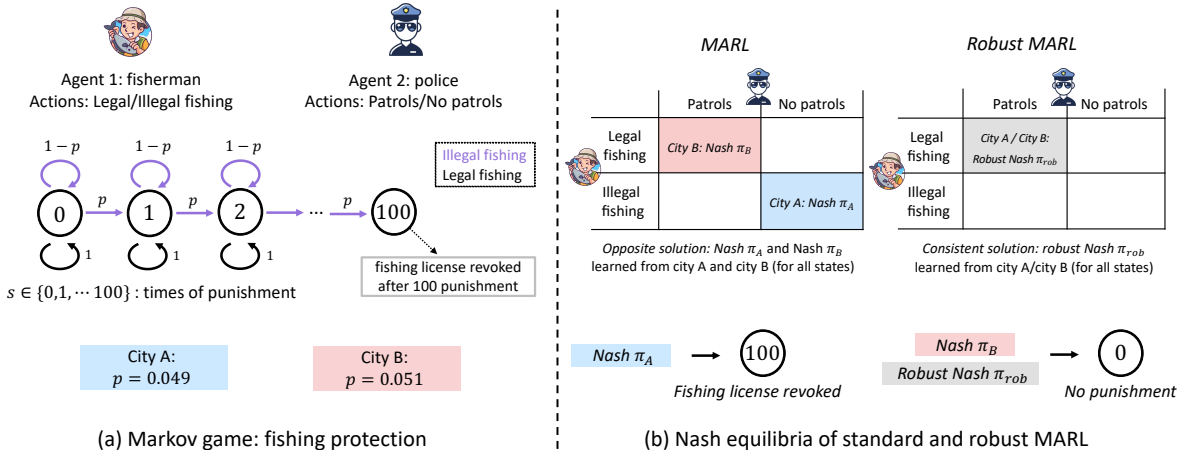 Agent 1: fisherman
Actions: Legal/Illegal fishing
Agent 2: police
Actions: Patrols/No patrols
1 − p
1 − p
1 − p
Illegal fishing
Legal fishing
0
p
1
p
2
...
p
100
1
1
1
fishing license revoked
after 100 punishment
s ∈ {0,1, ⋯ 100} : times of punishment
City A:
p = 0.049
City B:
p = 0.051
(a) Markov game: fishing protection
MARL
Patrols
No patrols
Legal
fishing
City B: Nash π_B
Illegal
fishing
City A: Nash π_A
Opposite solution: Nash π_A and Nash π_B
learned from city A and city B (for all states)
Robust MARL
Patrols
No patrols
Legal
fishing
City A / City B:
Robust Nash π_rob
Illegal
fishing
Consistent solution: robust Nash π_rob
learned from city A/city B (for all states)
Nash π_A
100
Fishing license revoked
Nash π_B
Robust Nash π_rob
0
No punishment
(b) Nash equilibria of standard and robust MARL